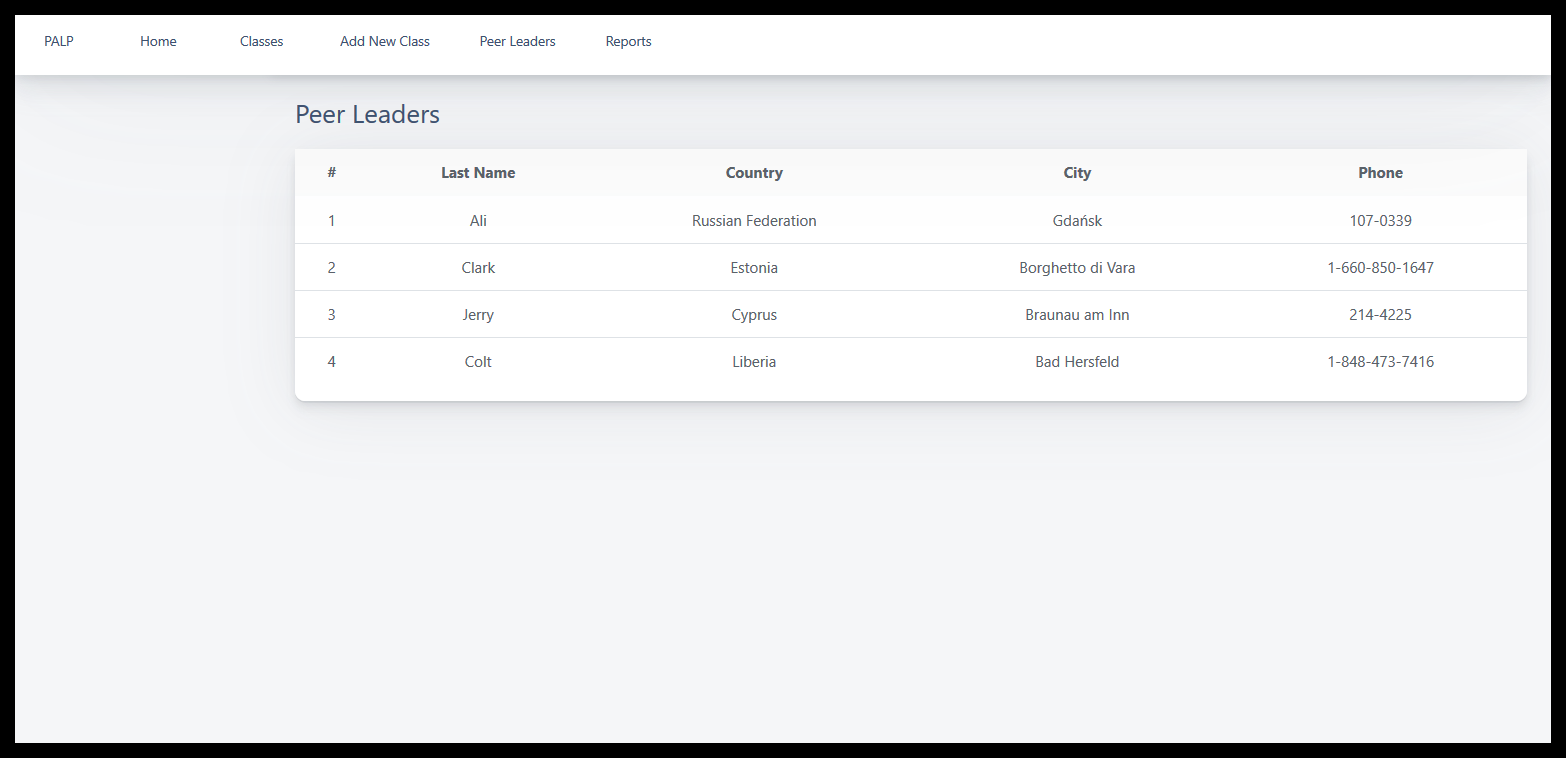 PALP Home Classes Add New Class Peer Leaders Reports
Peer Leaders
# Last Name Country City Phone
1 Ali Russian Federation Gdańsk 107-0339
2 Clark Estonia Borghetto di Vara 1-660-850-1647
3 Jerry Cyprus Braunau am Inn 214-4225
4 Colt Liberia Bad Hersfeld 1-848-473-7416